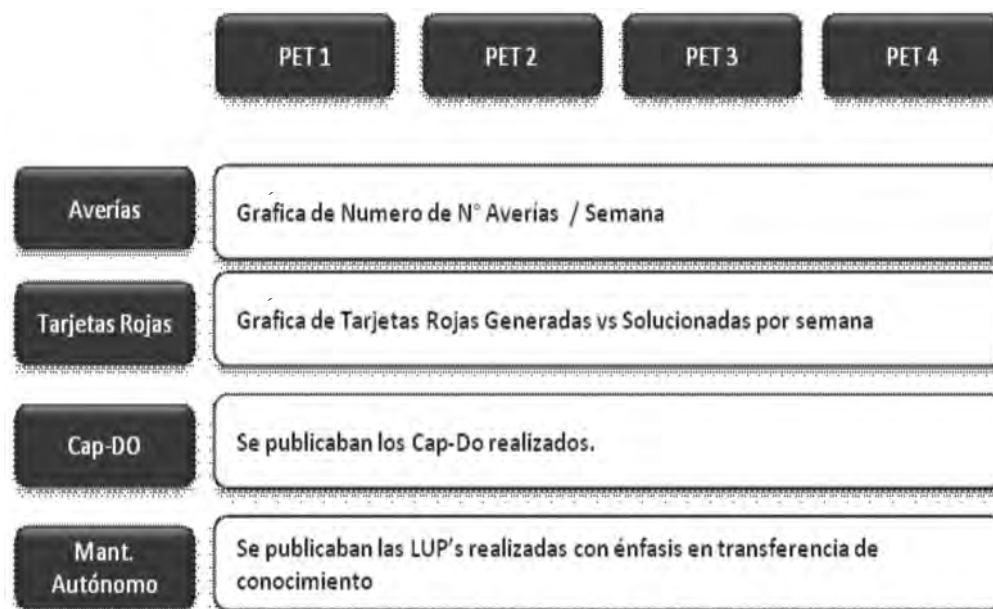 PET 1
PET 2
PET 3
PET 4
Averías
Gráfica de Numero de N° Averías / Semana
Tarjetas Rojas
Gráfica de Tarjetas Rojas Generadas vs Solucionadas por semana
Cap-DO
Se publicaban los Cap-Do realizados.
Mant.
Autónomo
Se publicaban las LUP's realizadas con énfasis en transferencia de
conocimiento